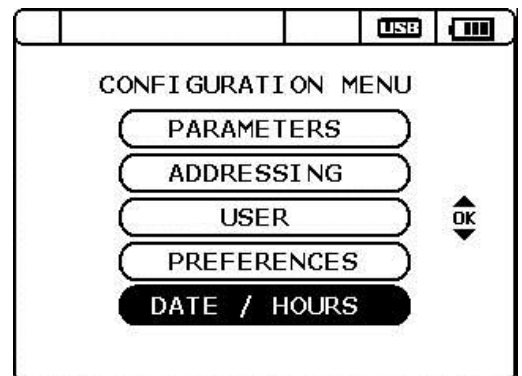 USB
CONFIGURATION MENU
PARAMETERS
ADDRESSING
USER
OK
PREFERENCES
DATE / HOURS